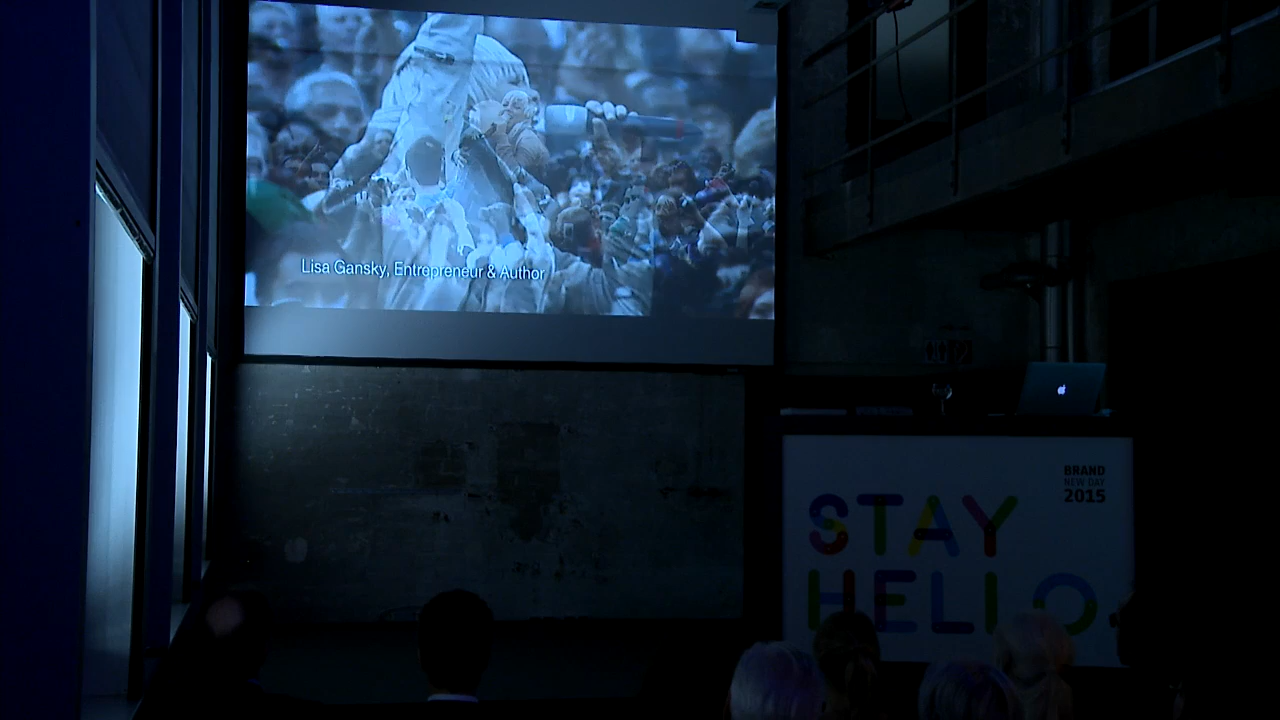 Lisa Gansky, Entrepreneur & Author
BRAND
NEW DAY
2015
STAY
HELLO